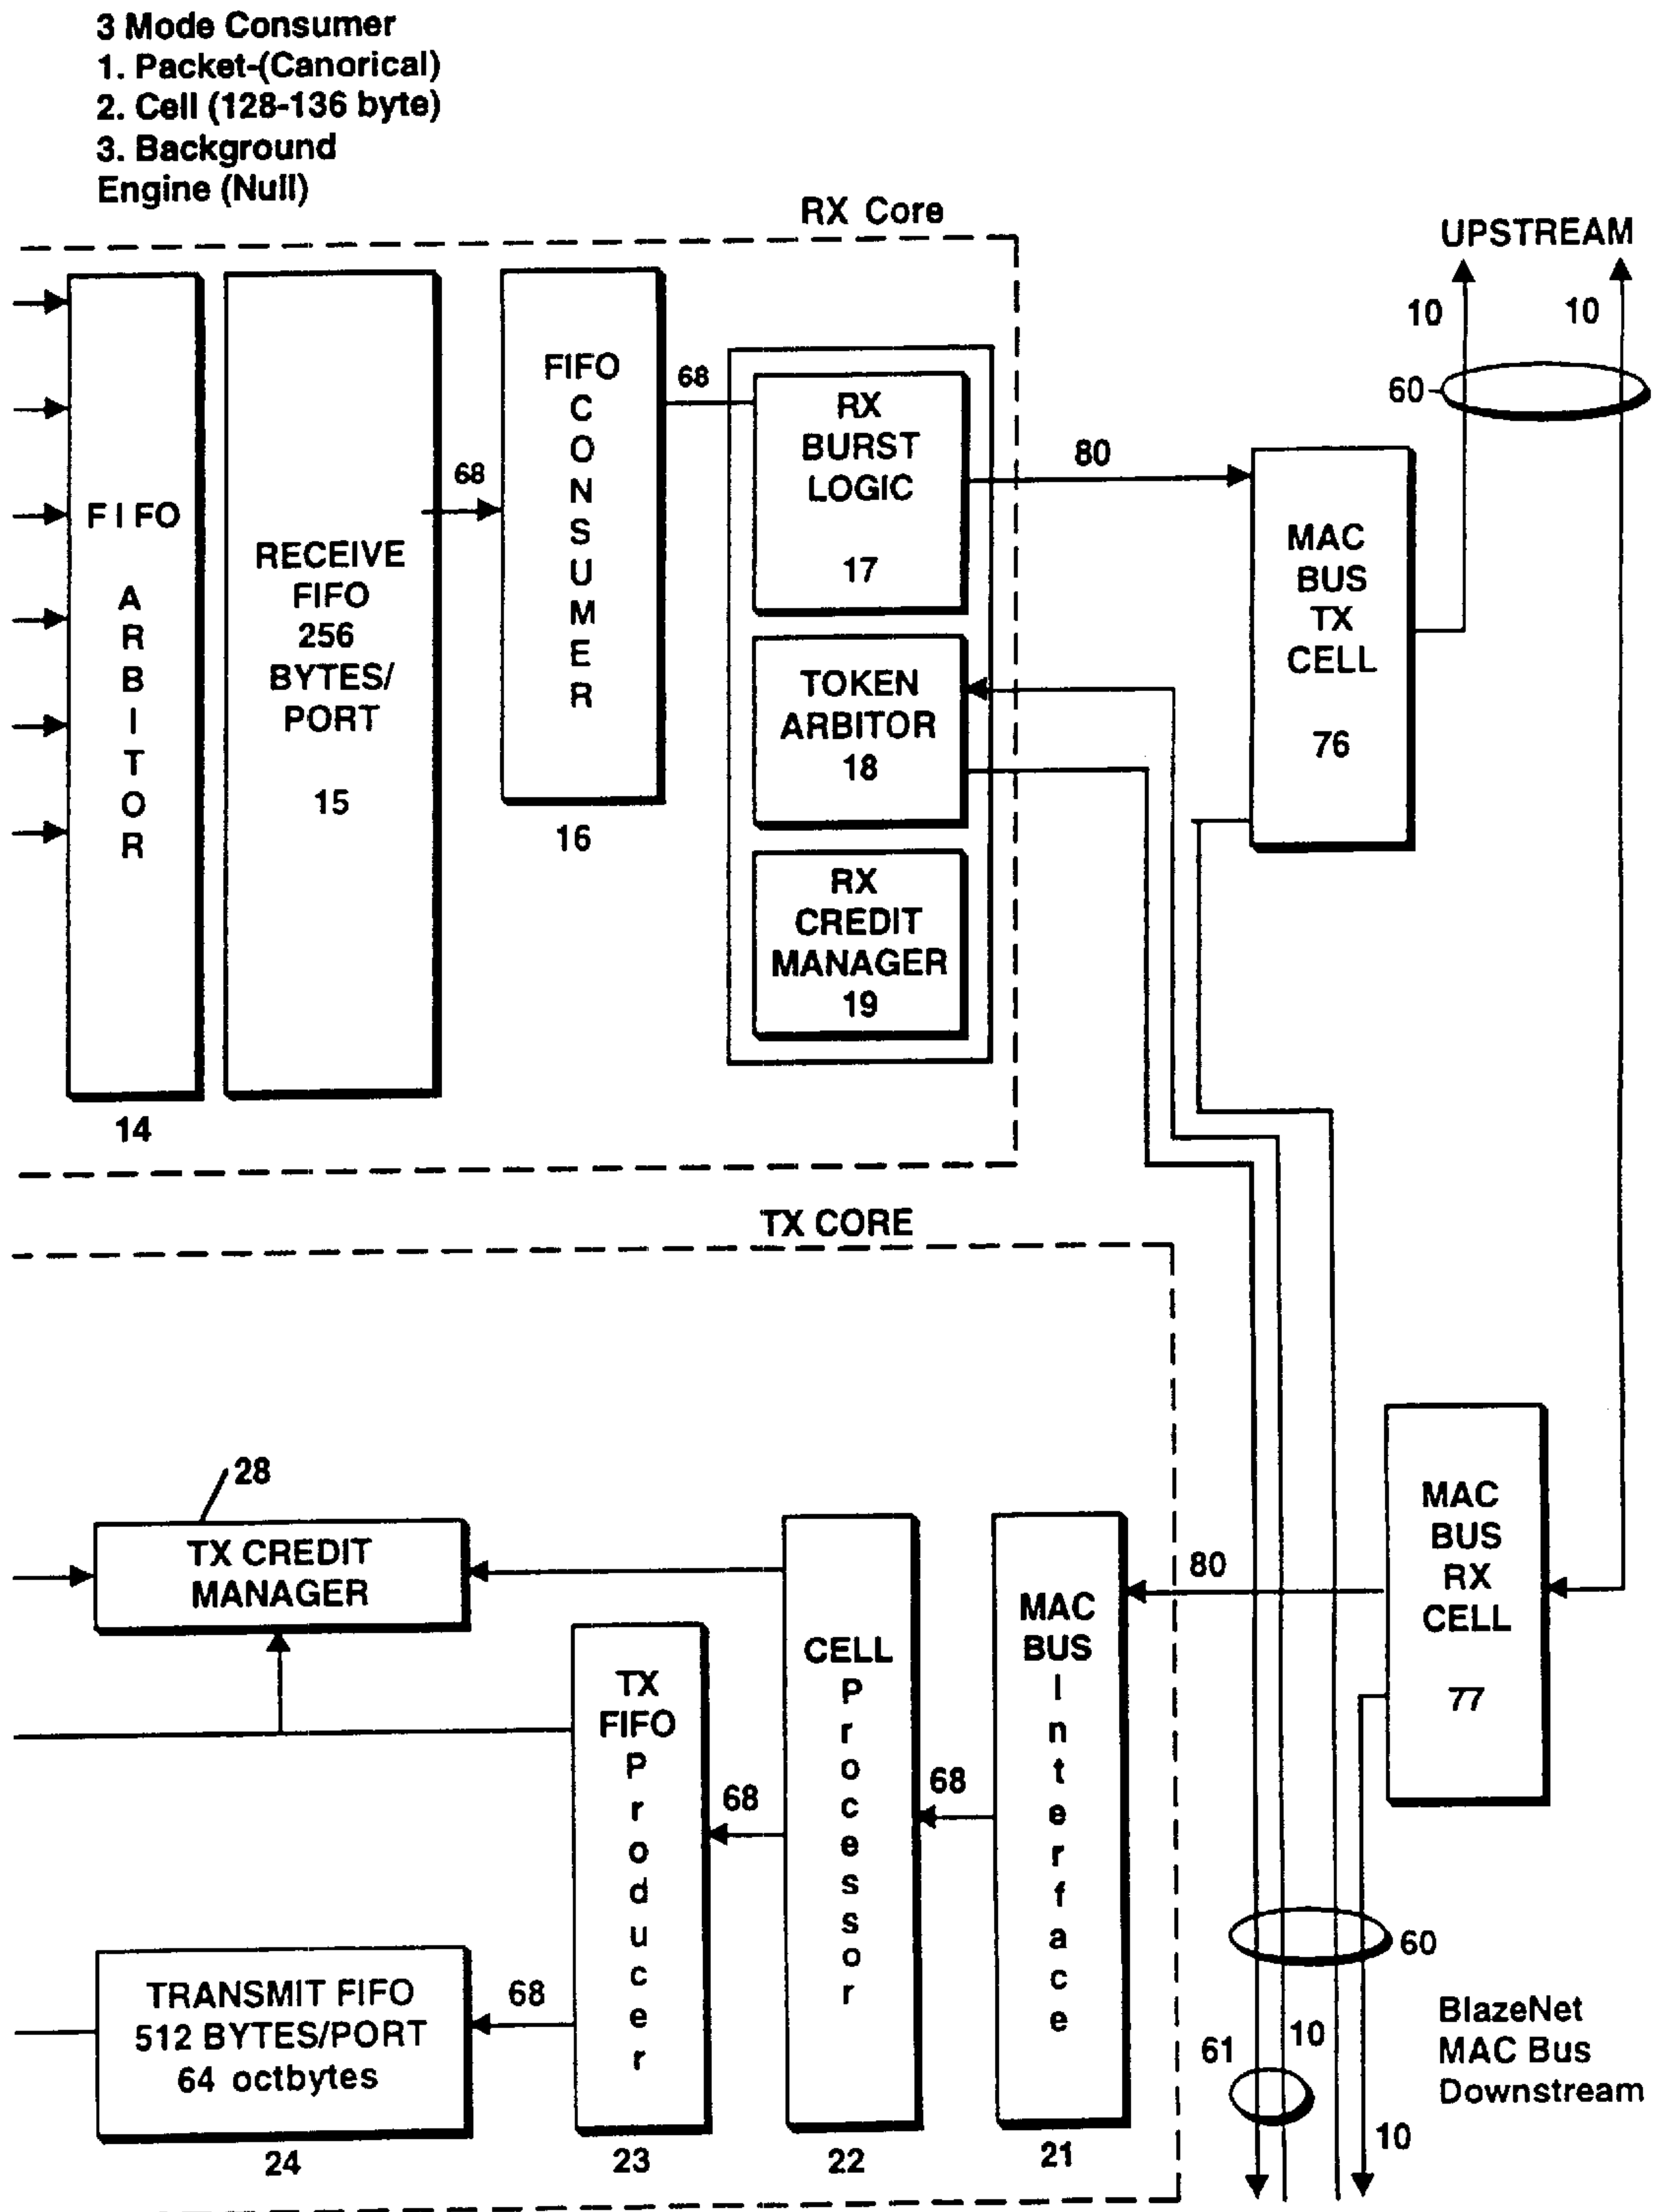 3 Mode Consumer
1. Packet-(Canorical)
2. Cell (128-136 byte)
3. Background
Engine (Null)
RX Core
UPSTREAM
10
10
60
FIFO
ARBITOR
14
RECEIVE
FIFO
256
BYTES/
PORT
15
68
FIFO
CONSUMER
16
68
RX
BURST
LOGIC
17
TOKEN
ARBITOR
18
RX
CREDIT
MANAGER
19
80
MAC
BUS
TX
CELL
76
TX CORE
28
TX CREDIT
MANAGER
TRANSMIT FIFO
512 BYTES/PORT
64 octbytes
24
68
TX
FIFO
Producer
23
68
CELL
Processor
22
68
MAC
BUS
Interface
21
80
MAC
BUS
RX
CELL
77
60
61
10
10
BlazeNet
MAC Bus
Downstream